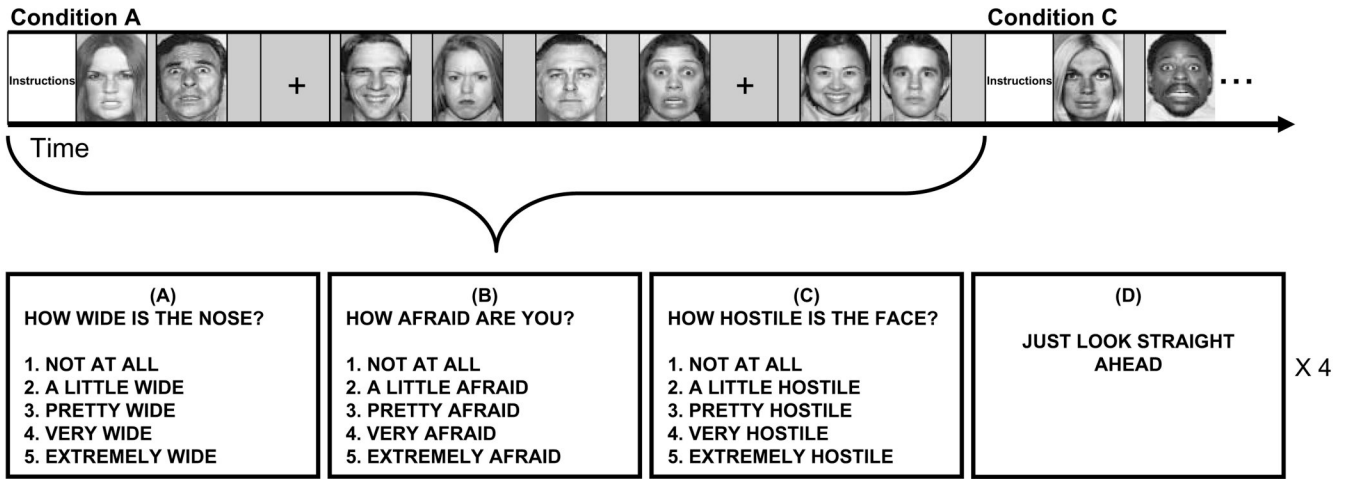 Condition A
Condition C
Instructions
+
+
Instructions
...
Time
(A)
HOW WIDE IS THE NOSE?
1. NOT AT ALL
2. A LITTLE WIDE
3. PRETTY WIDE
4. VERY WIDE
5. EXTREMELY WIDE
(B)
HOW AFRAID ARE YOU?
1. NOT AT ALL
2. A LITTLE AFRAID
3. PRETTY AFRAID
4. VERY AFRAID
5. EXTREMELY AFRAID
(C)
HOW HOSTILE IS THE FACE?
1. NOT AT ALL
2. A LITTLE HOSTILE
3. PRETTY HOSTILE
4. VERY HOSTILE
5. EXTREMELY HOSTILE
(D)
JUST LOOK STRAIGHT
AHEAD
X 4